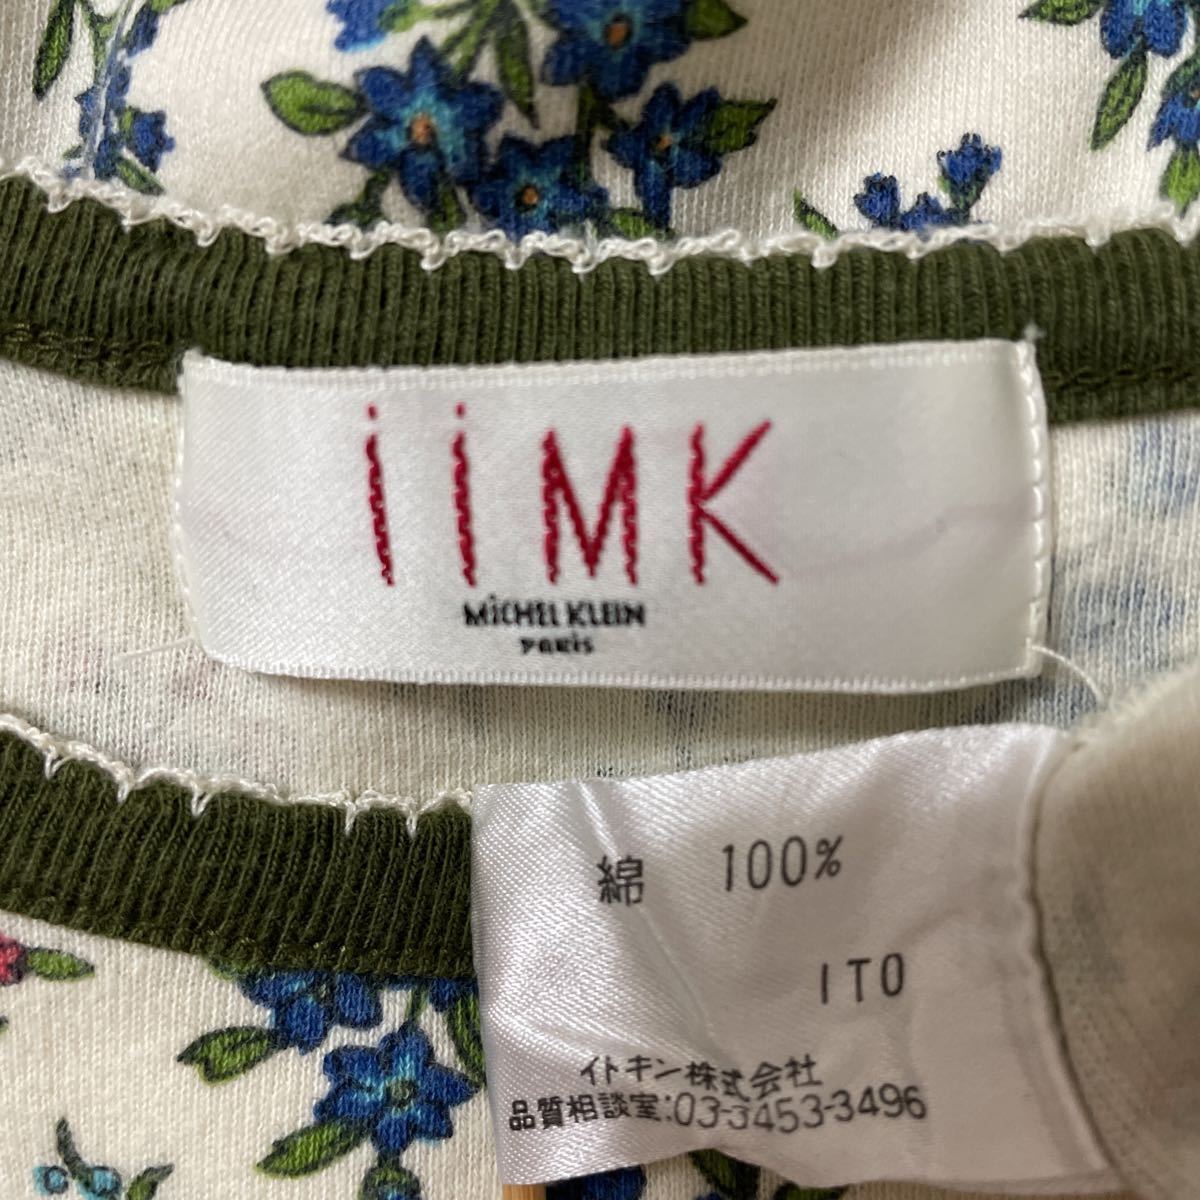 iiMK
MiCHEL KLEIN
Paris
綿 100%
ITO
イトキン株式会社
品質相談室:03-3453-3496